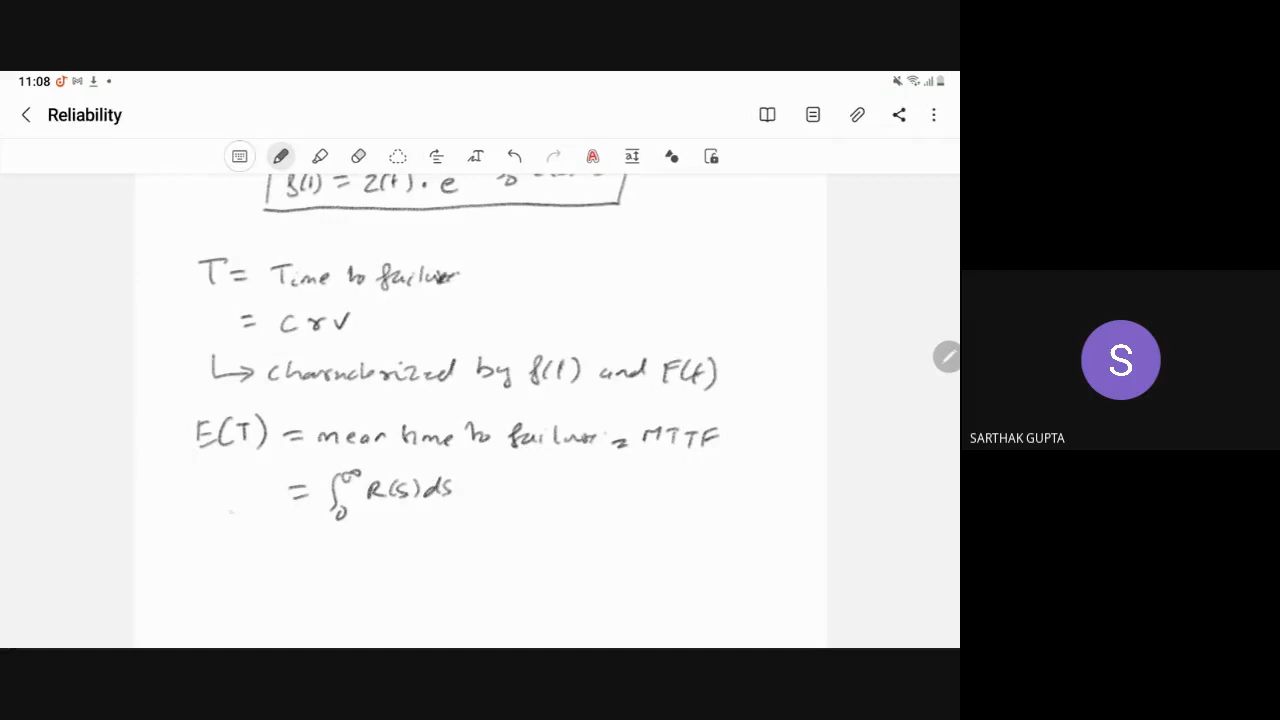 11:08
Reliability
f(t) = z(t) . e
T = Time to failure
= C r v
↳ characterized by f(t) and F(t)
E(T) = mean time to failure = MTTF
= ∫₀^∞ R(s) ds
S
SARTHAK GUPTA